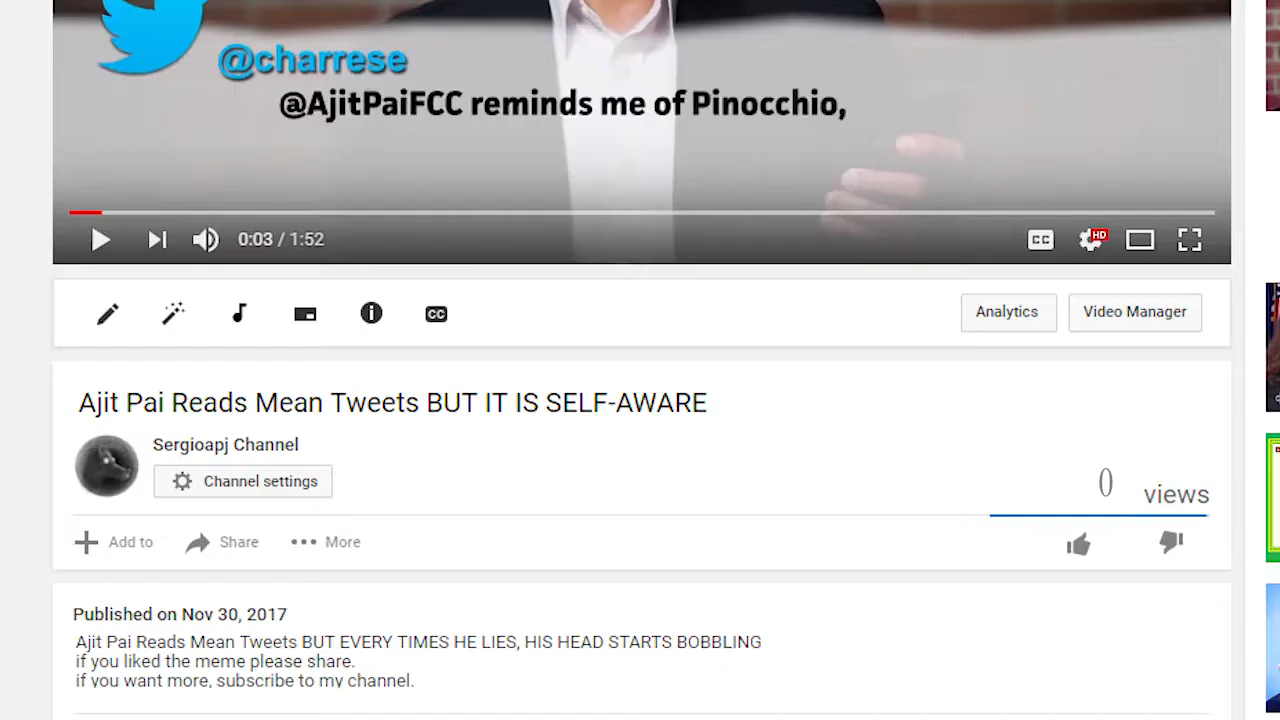 @charrese
@AjitPaiFCC reminds me of Pinocchio,
0:03 / 1:52
CC
HD
CC
Analytics
Video Manager
Ajit Pai Reads Mean Tweets BUT IT IS SELF-AWARE
Sergioapj Channel
Channel settings
0 views
Add to
Share
More
Published on Nov 30, 2017
Ajit Pai Reads Mean Tweets BUT EVERY TIMES HE LIES, HIS HEAD STARTS BOBBLING
if you liked the meme please share.
if you want more, subscribe to my channel.